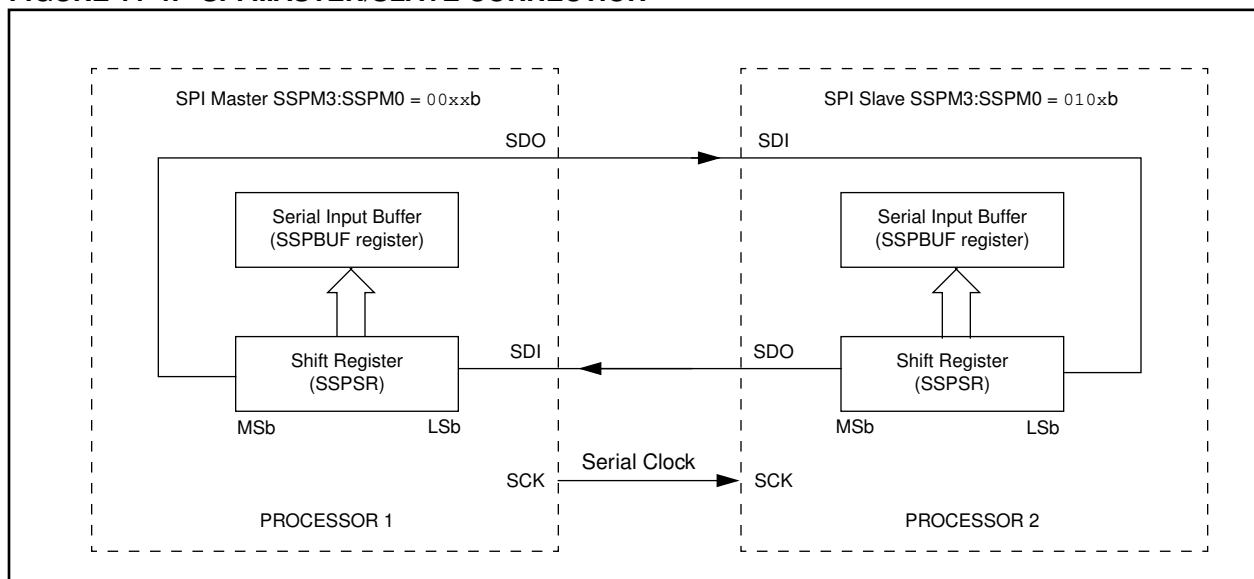 SPI Master SSPM3:SSPM0 = 00xxb
SPI Slave SSPM3:SSPM0 = 010xb
SDO
SDI
Serial Input Buffer
(SSPBUF register)
Serial Input Buffer
(SSPBUF register)
SDI
SDO
Shift Register
(SSPSR)
Shift Register
(SSPSR)
MSb
LSb
MSb
LSb
Serial Clock
SCK
SCK
PROCESSOR 1
PROCESSOR 2